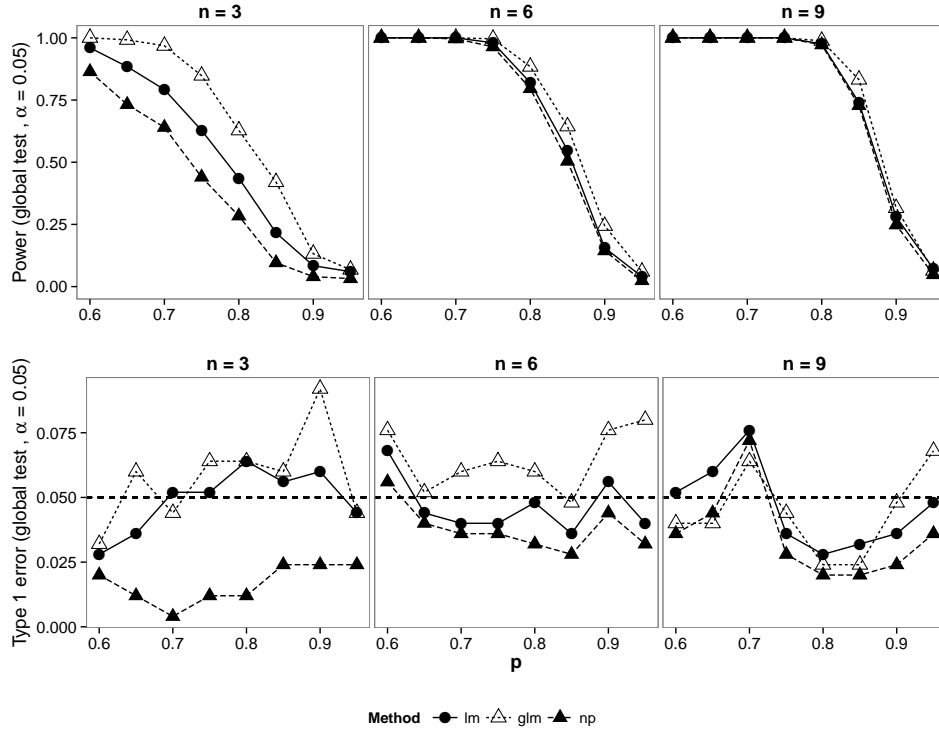 n = 3 n = 6 n = 9
Power (global test , α = 0.05)
1.00
0.75
0.50
0.25
0.00
0.6 0.7 0.8 0.9 0.6 0.7 0.8 0.9 0.6 0.7 0.8 0.9
n = 3 n = 6 n = 9
Type 1 error (global test , α = 0.05)
0.075
0.050
0.025
0.000
0.6 0.7 0.8 0.9 0.6 0.7 0.8 0.9 0.6 0.7 0.8 0.9
p
Method lm glm np